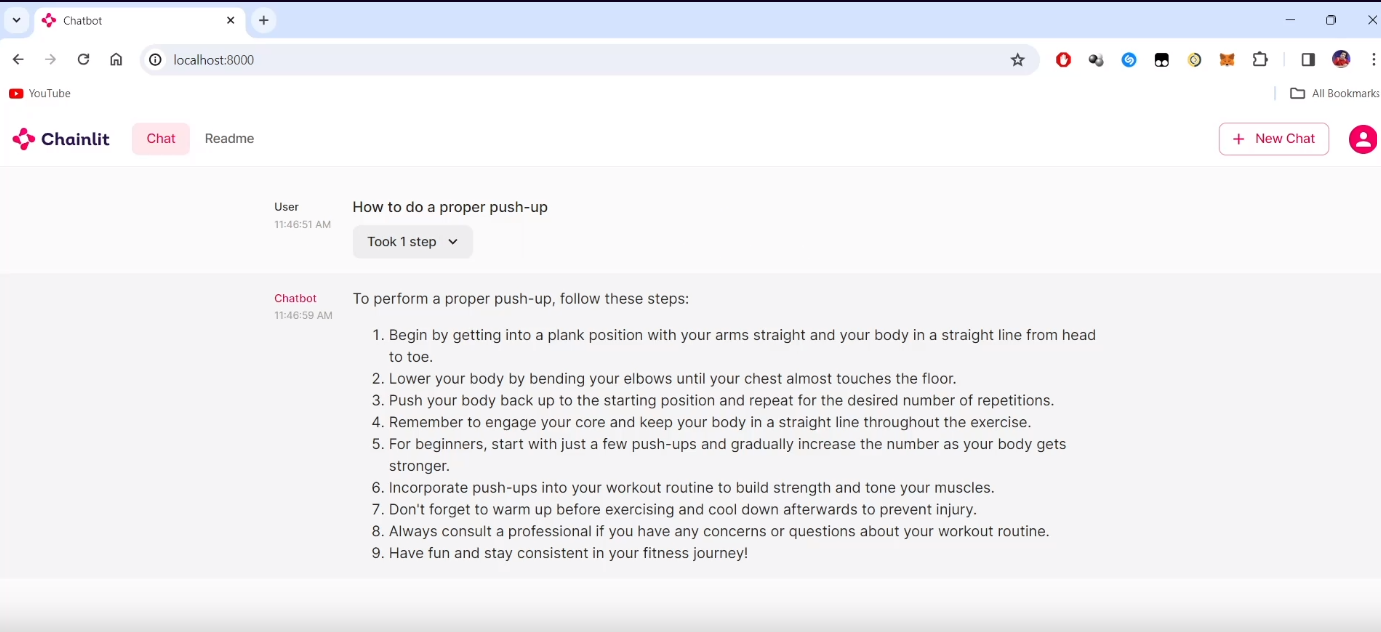 Chatbot
localhost:8000
YouTube
All Bookmarks
Chainlit
Chat
Readme
New Chat
User
How to do a proper push-up
11:46:51 AM
Took 1 step
Chatbot
To perform a proper push-up, follow these steps:
11:46:59 AM
1. Begin by getting into a plank position with your arms straight and your body in a straight line from head
to toe.
2. Lower your body by bending your elbows until your chest almost touches the floor.
3. Push your body back up to the starting position and repeat for the desired number of repetitions.
4. Remember to engage your core and keep your body in a straight line throughout the exercise.
5. For beginners, start with just a few push-ups and gradually increase the number as your body gets
stronger.
6. Incorporate push-ups into your workout routine to build strength and tone your muscles.
7. Don't forget to warm up before exercising and cool down afterwards to prevent injury.
8. Always consult a professional if you have any concerns or questions about your workout routine.
9. Have fun and stay consistent in your fitness journey!